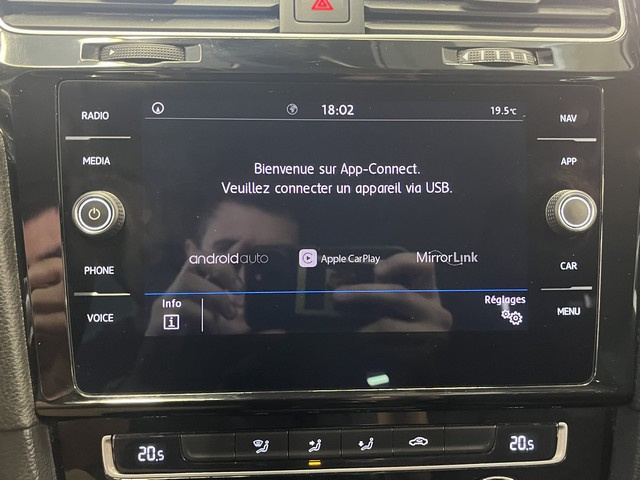 18:02
19.5°C
RADIO
NAV
MEDIA
APP
Bienvenue sur App-Connect.
Veuillez connecter un appareil via USB.
androidauto
Apple CarPlay
MirrorLink
PHONE
CAR
Info
Réglages
VOICE
MENU
20.5
20.5